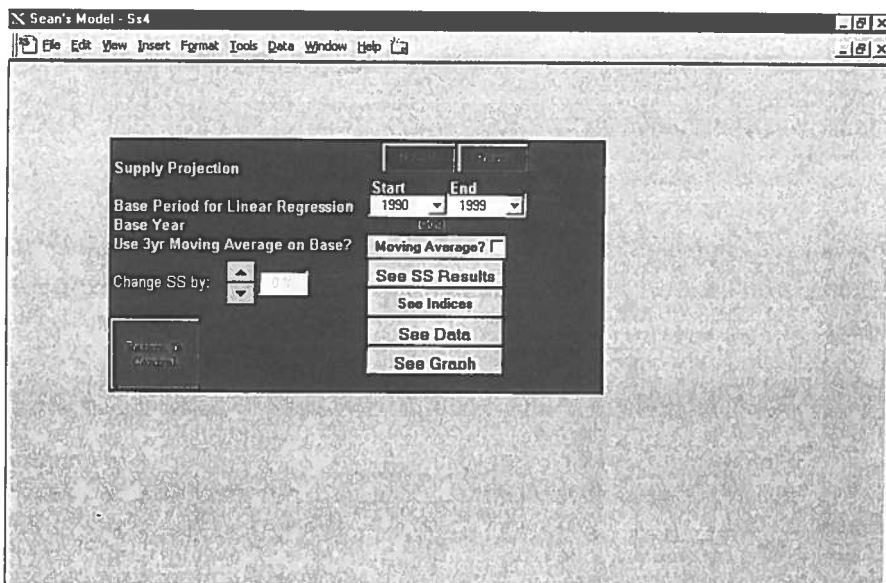 Sean's Model - Ss4
File Edit View Insert Format Tools Data Window Help
Supply Projection
Start End
Base Period for Linear Regression 1990 1999
Base Year
Use 3yr Moving Average on Base? Moving Average?
Change SS by:
See SS Results
See Indices
See Data
See Graph